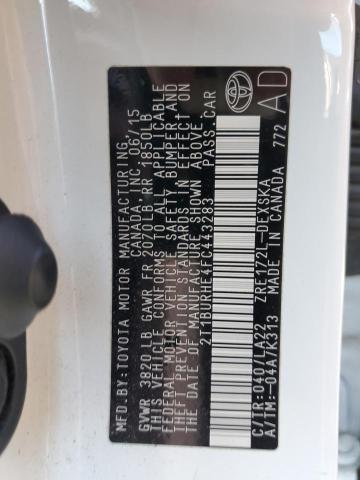 MFD.BY:TOYOTA MOTOR MANUFACTURING,
CANADA, INC. 06/15
GVWR 3820LB GAWR FR 2070LB RR 1850LB
THIS VEHICLE CONFORMS TO ALL APPLICABLE
FEDERAL MOTOR VEHICLE SAFETY BUMPER AND
THEFT PREVENTION STANDARDS IN EFFECT ON
THE DATE OF MANUFACTURE SHOWN ABOVE.
2T1BURHE4FC443283 PASS.CAR
C/TR:040/LA22 ZRE172L-DEXSKA
A/TM:-04A/K313 MADE IN CANADA 772
AD